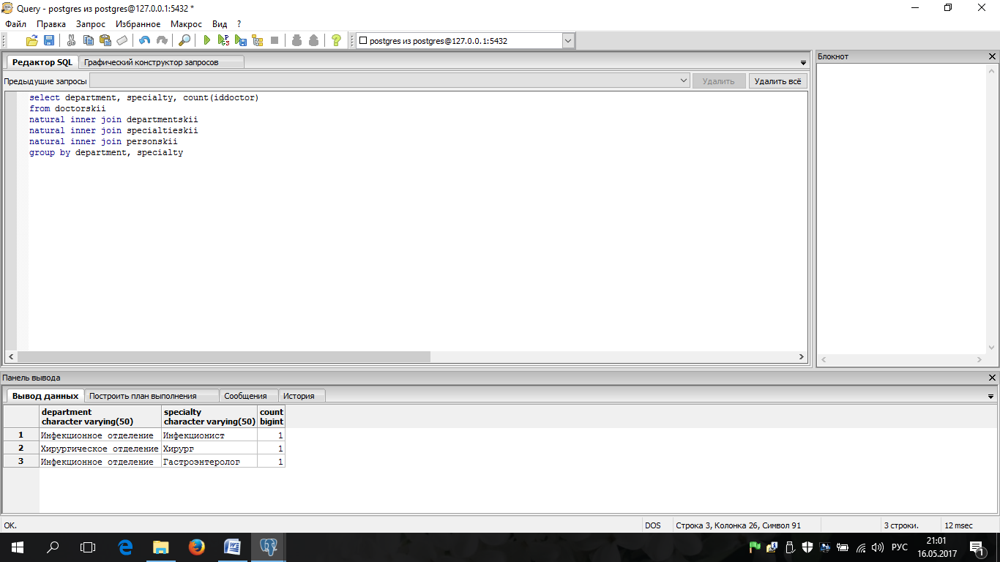 Query - postgres из postgres@127.0.0.1:5432 *
Файл Правка Запрос Избранное Макрос Вид ?
postgres из postgres@127.0.0.1:5432
Редактор SQL Графический конструктор запросов
Блокнот
Предыдущие запросы Удалить Удалить всё
select department, specialty, count(iddoctor)
from doctorskii
natural inner join departmentskii
natural inner join specialtieskii
natural inner join personskii
group by department, specialty
Панель вывода
Вывод данных Построить план выполнения Сообщения История
department specialty count
character varying(50) character varying(50) bigint
1 Инфекционное отделение Инфекционист 1
2 Хирургическое отделение Хирург 1
3 Инфекционное отделение Гастроэнтеролог 1
OK. DOS Строка 3, Колонка 26, Символ 91 3 строки. 12 msec
РУС 21:01
16.05.2017 1